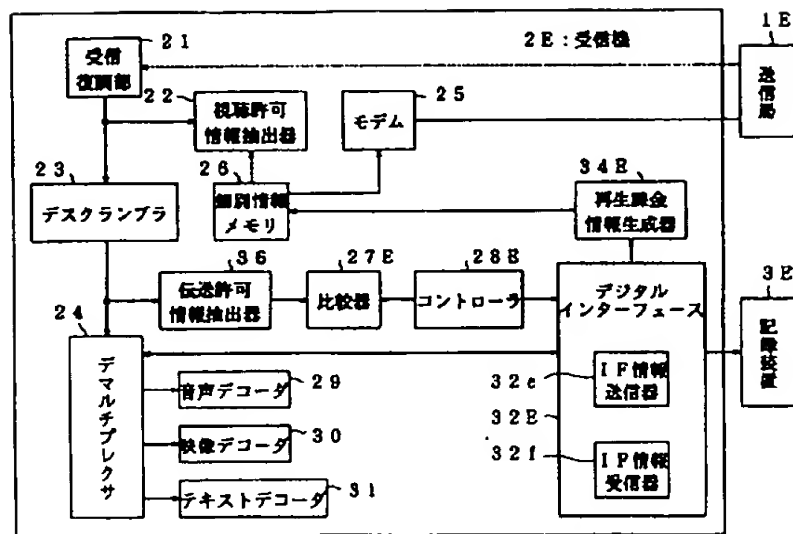 2E:受信機
21
受信
復調部
1E
送信局
22
視聴許可
情報抽出器
25
モデム
23
デスクランブラ
26
個別情報
メモリ
34E
再生課金
情報生成器
36
伝送許可
情報抽出器
27E
比較器
28E
コントローラ
デジタル
インターフェース
3E
記録装置
24
デマルチプレクサ
29
音声デコーダ
30
映像デコーダ
31
テキストデコーダ
32e
IF情報
送信器
32E
32f
IF情報
受信器